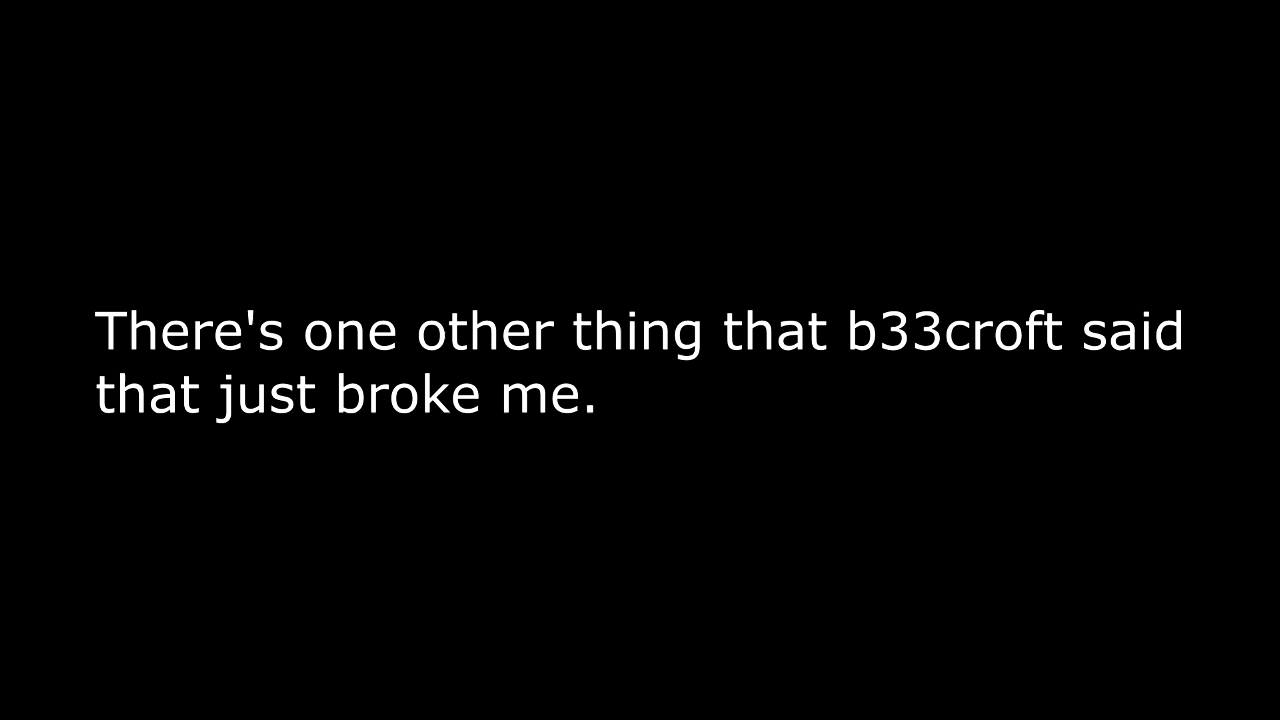 There's one other thing that b33croft said
that just broke me.